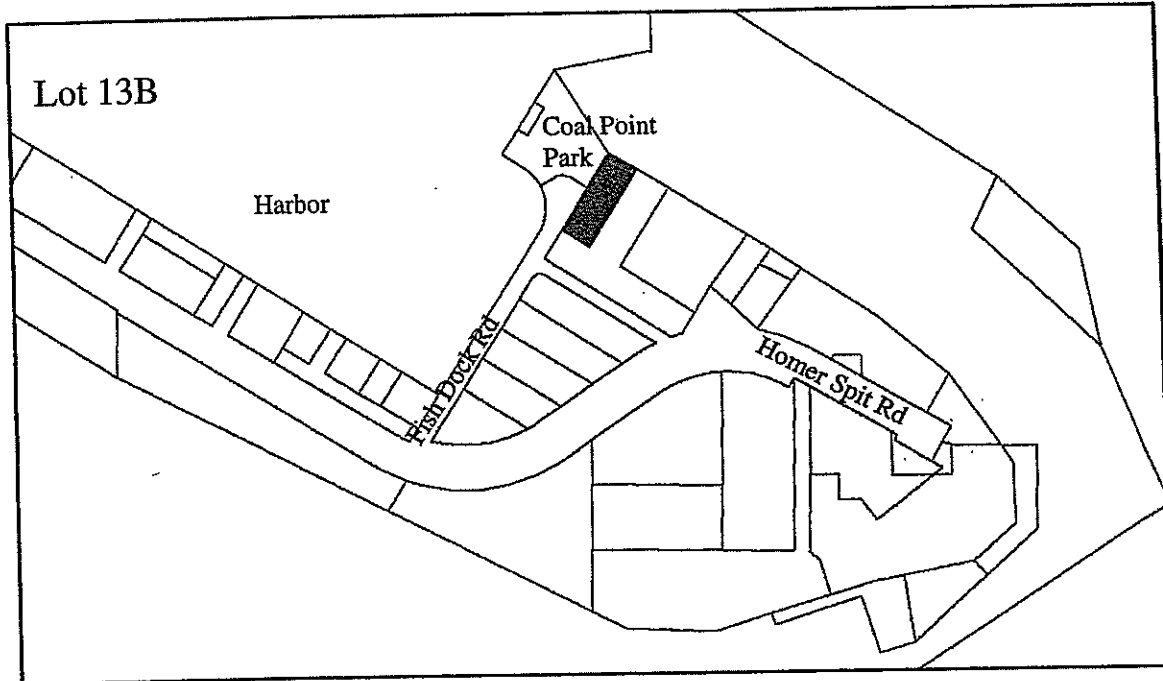 Lot 13B
Coal Point
Park
Harbor
Fish Dock Rd
Homer Spit Rd